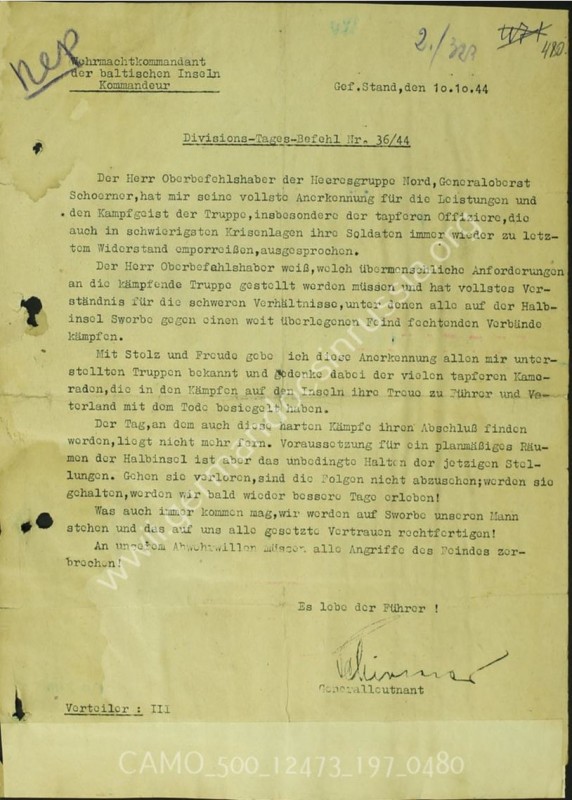 471
2./323
474
480.
пер
Wehrmachtkommandant
der baltischen Inseln
Kommandeur
Gef.Stand,den 10.10.44
Divisions-Tages-Befehl Nr. 36/44
Der Herr Oberbefehlshaber der Heeresgruppe Nord,Generaloberst
Schoerner,hat mir seine vollste Anerkennung für die Leistungen und
den Kampfgeist der Truppe,insbesondere der tapferen Offiziere,die
auch in schwierigsten Krisenlagen ihre Soldaten immer wieder zu letz-
tem Widerstand emporreißen,ausgesprochen.
Der Herr Oberbefehlshaber weiß,welch übermenschliche Anforderungen
an die kämpfende Truppe gestellt werden müssen und hat vollstes Ver-
ständnis für die schweren Verhältnisse,unter denen alle auf der Halb-
insel Sworbe gegen einen weit überlegenen Feind fechtenden Verbände
kämpfen.
Mit Stolz und Freude gebe ich diese Anerkennung allen mir unter-
stellten Truppen bekannt und gedenke dabei der vielen tapferen Kame-
raden,die in den Kämpfen auf den Inseln ihre Treue zu Führer und Va-
terland mit dem Tode besiegelt haben.
Der Tag,an dem auch diese harten Kämpfe ihren Abschluß finden
werden,liegt nicht mehr fern. Voraussetzung für ein planmäßiges Räu-
men der Halbinsel ist aber das unbedingte Halten der jetzigen Stel-
lungen. Gehen sie verloren,sind die Folgen nicht abzusehen;werden sie
gehalten,werden wir bald wieder bessere Tage erleben!
Was auch immer kommen mag,wir werden auf Sworbe unseren Mann
stehen und das auf uns alle gesetzte Vertrauen rechtfertigen!
An unserem Abwehrwillen müssen alle Angriffe des Feindes zer-
brechen!
Es lebe der Führer !
Schirmer
Generalleutnant
Verteiler : III
CAMO_500_12473_197_0480